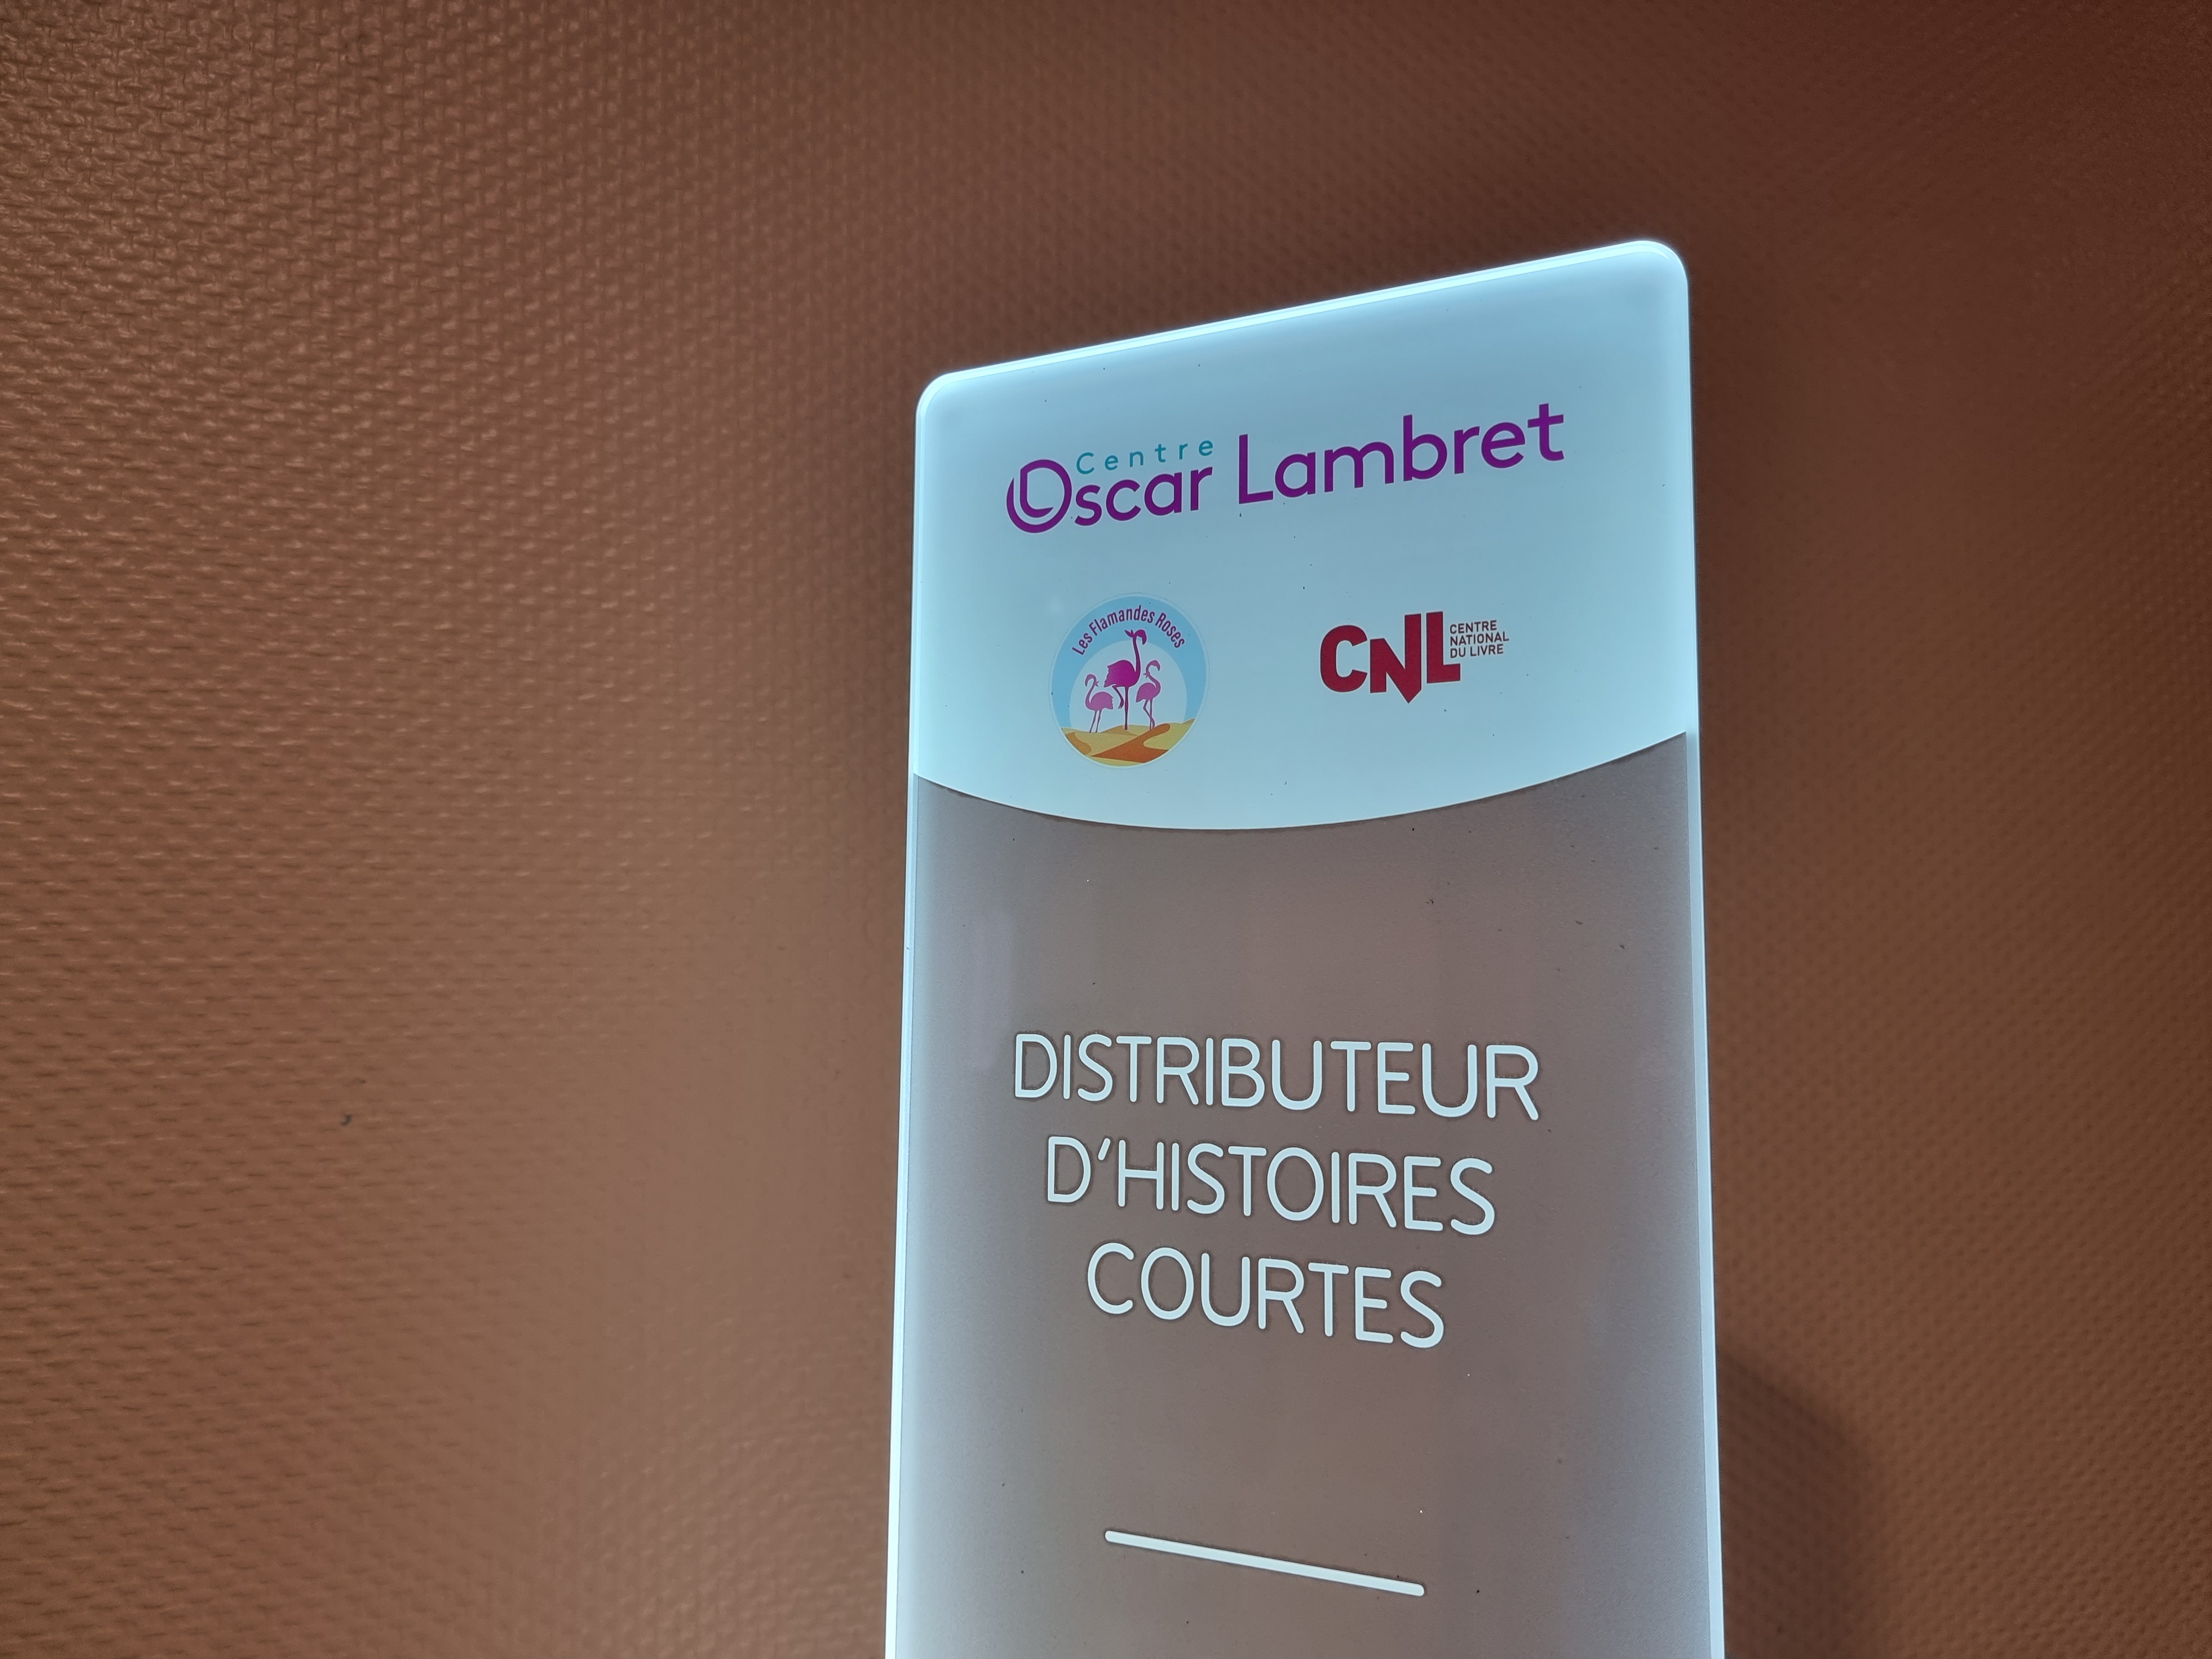 Centre
Oscar Lambret
Les Flamandes Roses
CNL CENTRE
NATIONAL
DU LIVRE
DISTRIBUTEUR
D'HISTOIRES
COURTES